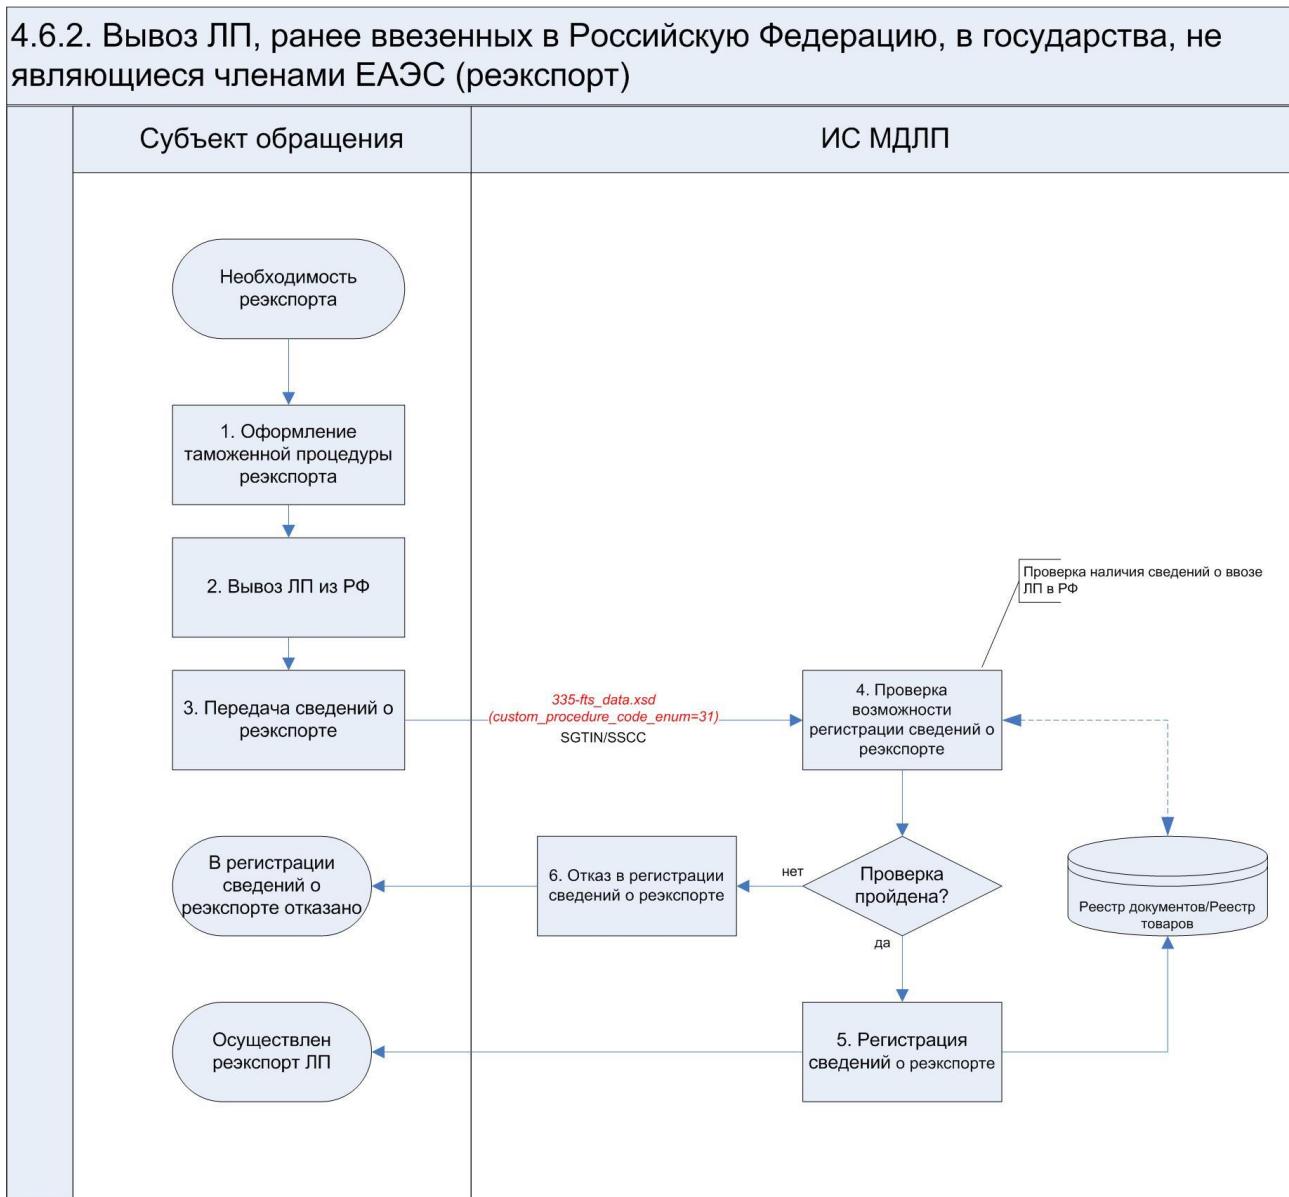 4.6.2. Вывоз ЛП, ранее ввезенных в Российскую Федерацию, в государства, не
являющиеся членами ЕАЭС (реэкспорт)
Субъект обращения
ИС МДЛП
Необходимость
реэкспорта
1. Оформление
таможенной процедуры
реэкспорта
2. Вывоз ЛП из РФ
Проверка наличия сведений о ввозе
ЛП в РФ
3. Передача сведений о
реэкспорте
335-fts_data.xsd
(custom_procedure_code_enum=31)
SGTIN/SSCC
4. Проверка
возможности
регистрации сведений о
реэкспорте
В регистрации
сведений о
реэкспорте отказано
6. Отказ в регистрации
сведений о реэкспорте
нет
Проверка
пройдена?
да
Реестр документов/Реестр
товаров
Осуществлен
реэкспорт ЛП
5. Регистрация
сведений о реэкспорте